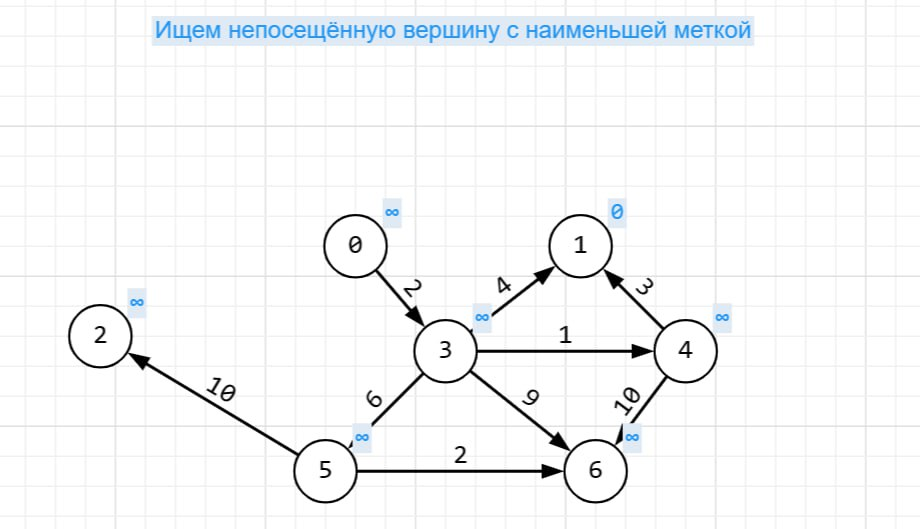 Ищем непосещённую вершину с наименьшей меткой
∞ 0
0 1
2 4 3
∞ ∞ ∞
2 3 1 4
10 6 9 10
∞ ∞
5 2 6